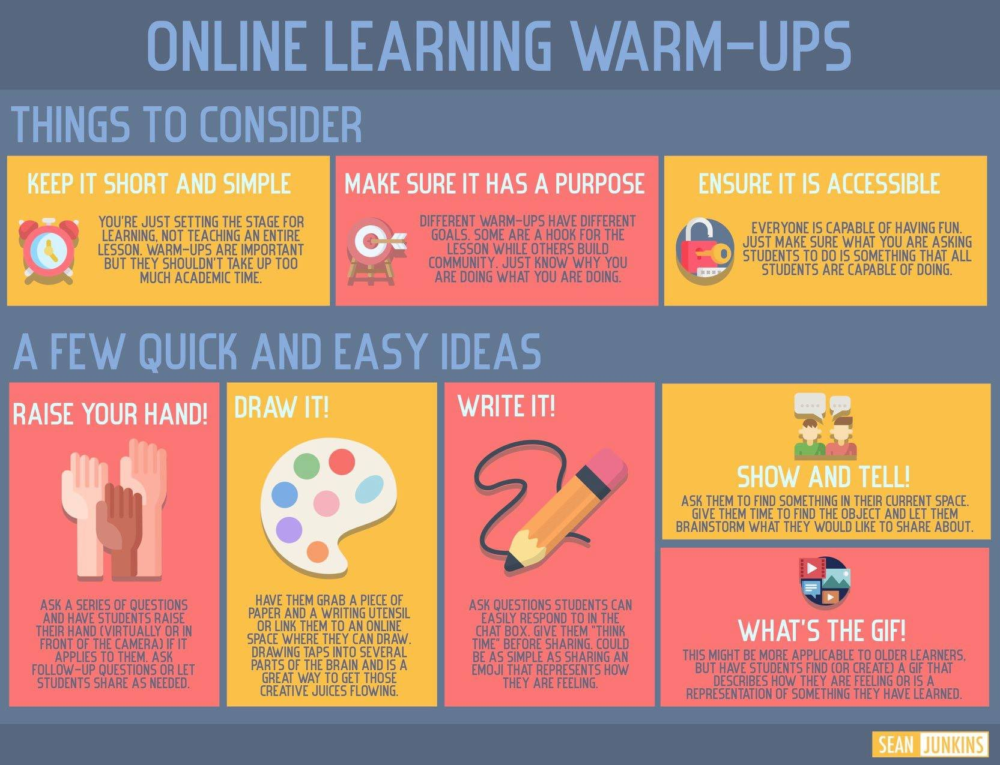 ONLINE LEARNING WARM-UPS
THINGS TO CONSIDER
KEEP IT SHORT AND SIMPLE
YOU'RE JUST SETTING THE STAGE FOR
LEARNING, NOT TEACHING AN ENTIRE
LESSON. WARM-UPS ARE IMPORTANT
BUT THEY SHOULDN'T TAKE UP TOO
MUCH ACADEMIC TIME.
MAKE SURE IT HAS A PURPOSE
DIFFERENT WARM-UPS HAVE DIFFERENT
GOALS. SOME ARE A HOOK FOR THE
LESSON WHILE OTHERS BUILD
COMMUNITY. JUST KNOW WHY YOU
ARE DOING WHAT YOU ARE DOING.
ENSURE IT IS ACCESSIBLE
EVERYONE IS CAPABLE OF HAVING FUN.
JUST MAKE SURE WHAT YOU ARE ASKING
STUDENTS TO DO IS SOMETHING THAT ALL
STUDENTS ARE CAPABLE OF DOING.
A FEW QUICK AND EASY IDEAS
RAISE YOUR HAND!
ASK A SERIES OF QUESTIONS
AND HAVE STUDENTS RAISE
THEIR HAND (VIRTUALLY OR IN
FRONT OF THE CAMERA) IF IT
APPLIES TO THEM. ASK
FOLLOW-UP QUESTIONS OR LET
STUDENTS SHARE AS NEEDED.
DRAW IT!
HAVE THEM GRAB A PIECE OF
PAPER AND A WRITING UTENSIL
OR LINK THEM TO AN ONLINE
SPACE WHERE THEY CAN DRAW.
DRAWING TAPS INTO SEVERAL
PARTS OF THE BRAIN AND IS A
GREAT WAY TO GET THOSE
CREATIVE JUICES FLOWING.
WRITE IT!
ASK QUESTIONS STUDENTS CAN
EASILY RESPOND TO IN THE
CHAT BOX. GIVE THEM "THINK
TIME" BEFORE SHARING. COULD
BE AS SIMPLE AS SHARING AN
EMOJI THAT REPRESENTS HOW
THEY ARE FEELING.
SHOW AND TELL!
ASK THEM TO FIND SOMETHING IN THEIR CURRENT SPACE.
GIVE THEM TIME TO FIND THE OBJECT AND LET THEM
BRAINSTORM WHAT THEY WOULD LIKE TO SHARE ABOUT.
WHAT'S THE GIF!
THIS MIGHT BE MORE APPLICABLE TO OLDER LEARNERS,
BUT HAVE STUDENTS FIND (OR CREATE) A GIF THAT
DESCRIBES HOW THEY ARE FEELING OR IS A
REPRESENTATION OF SOMETHING THEY HAVE LEARNED.
SEAN JUNKINS